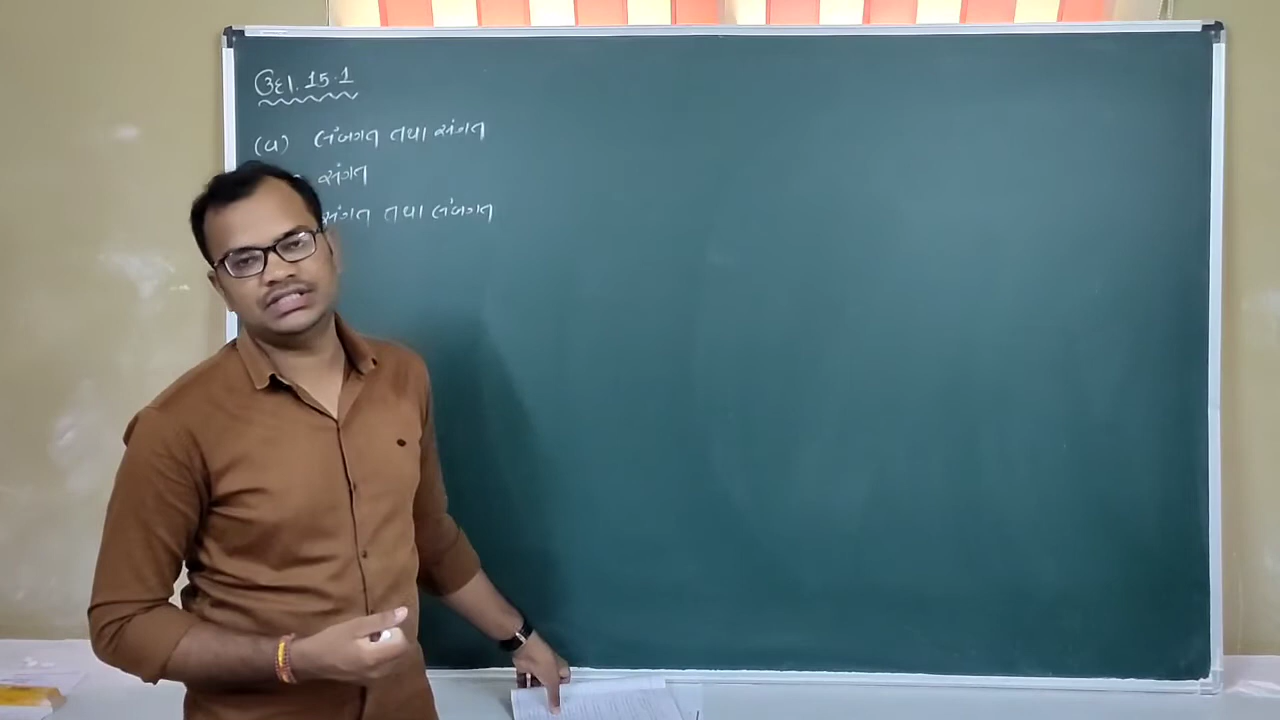 ઉદા. 15.1
(a) લંબગત તથા સંગત
સંગત
સંગત તથા લંબગત